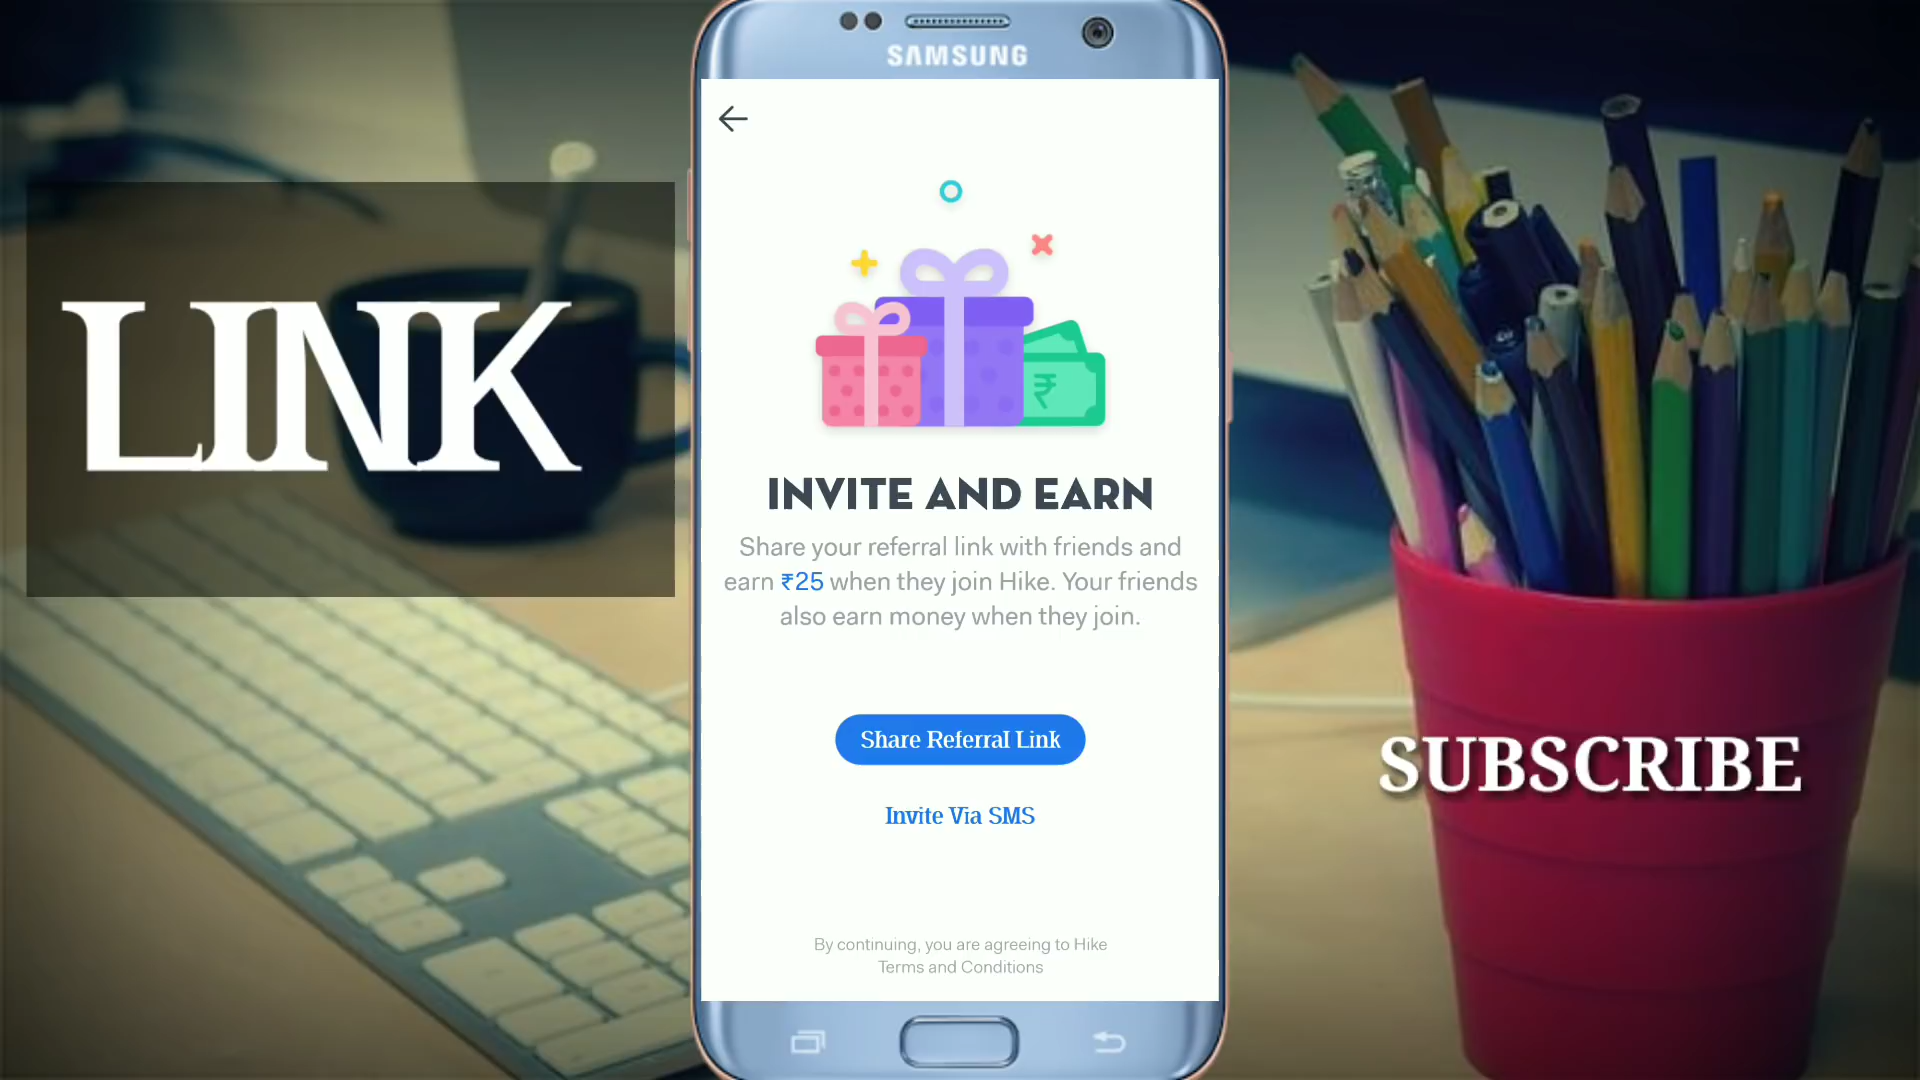 SAMSUNG
LINK
INVITE AND EARN
Share your referral link with friends and
earn ₹25 when they join Hike. Your friends
also earn money when they join.
Share Referral Link
Invite Via SMS
SUBSCRIBE
By continuing, you are agreeing to Hike
Terms and Conditions